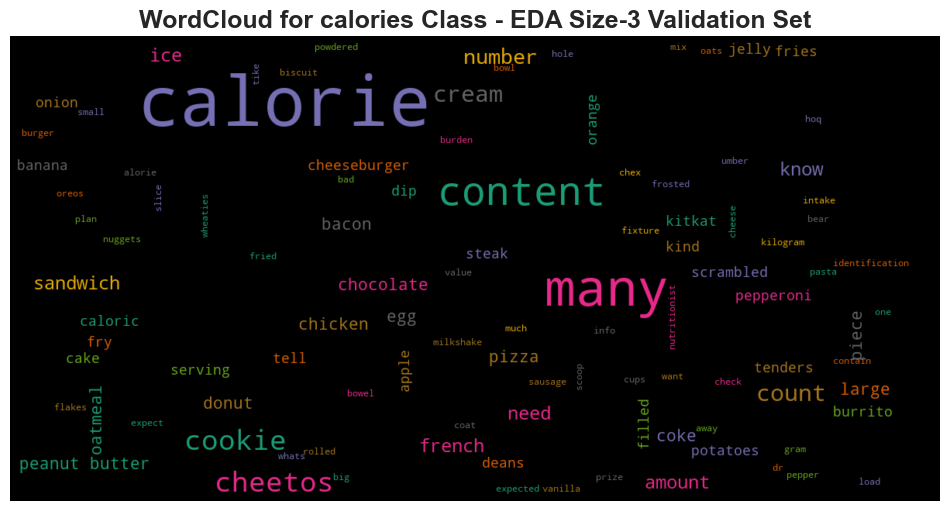 WordCloud for calories Class - EDA Size-3 Validation Set
powdered
ice
number
mix
oats
jelly
fries
hole
bowl
tike
biscuit
calorie
cream
onion
small
orange
hoq
burger
burden
banana
alorie
cheeseburger
bad
dip
content
chex
frosted
umber
know
oreos
slice
wheaties
plan
nuggets
bacon
fixture
kitkat
cheese
intake
bear
kind
kilogram
fried
steak
value
scrambled
identification
pasta
sandwich
chocolate
many
pepperoni
nutritionist
caloric
chicken
egg
much
info
piece
one
fry
milkshake
cake
tell
pizza
serving
apple
sausage
scoop
cups
want
check
contain
tenders
large
bowel
count
flakes
oatmeal
expect
donut
need
filled
burrito
coat
cookie
french
coke
away
potatoes
whats
rolled
gram
peanut butter
deans
dr
pepper
cheetos
big
expected
vanilla
prize
amount
load